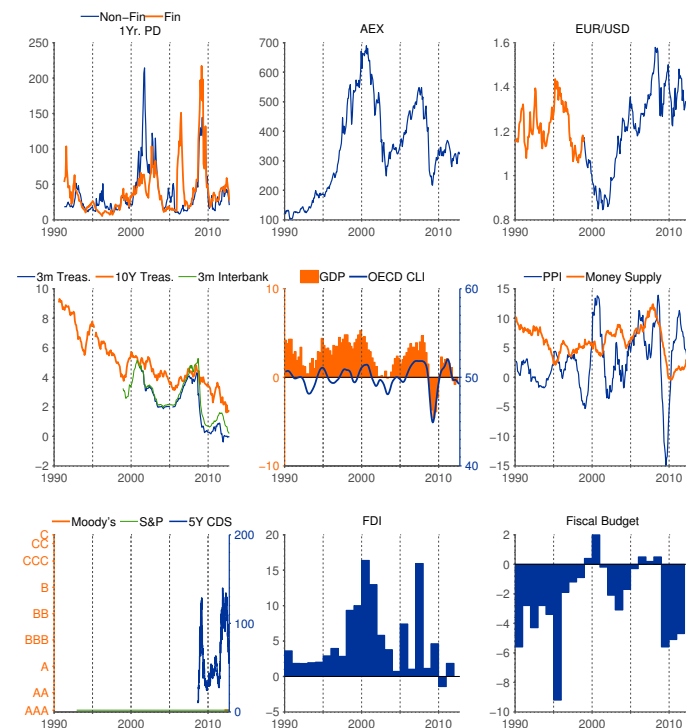 Non−Fin Fin
1Yr. PD
AEX
EUR/USD
250
200
150
100
50
0
1990 2000 2010
700
600
500
400
300
200
100
1990 2000 2010
1.6
1.4
1.2
1
0.8
1990 2000 2010
3m Treas. 10Y Treas. 3m Interbank
GDP OECD CLI
PPI Money Supply
10
8
6
4
2
0
−2
1990 2000 2010
10
0
−10
60
50
40
1990 2000 2010
15
10
5
0
−5
−10
−15
1990 2000 2010
Moody's S&P 5Y CDS
FDI
Fiscal Budget
C
CC
CCC
B
BB
BBB
A
AA
AAA
200
100
0
1990 2000 2010
20
15
10
5
0
−5
1990 2000 2010
2
0
−2
−4
−6
−8
−10
1990 2000 2010